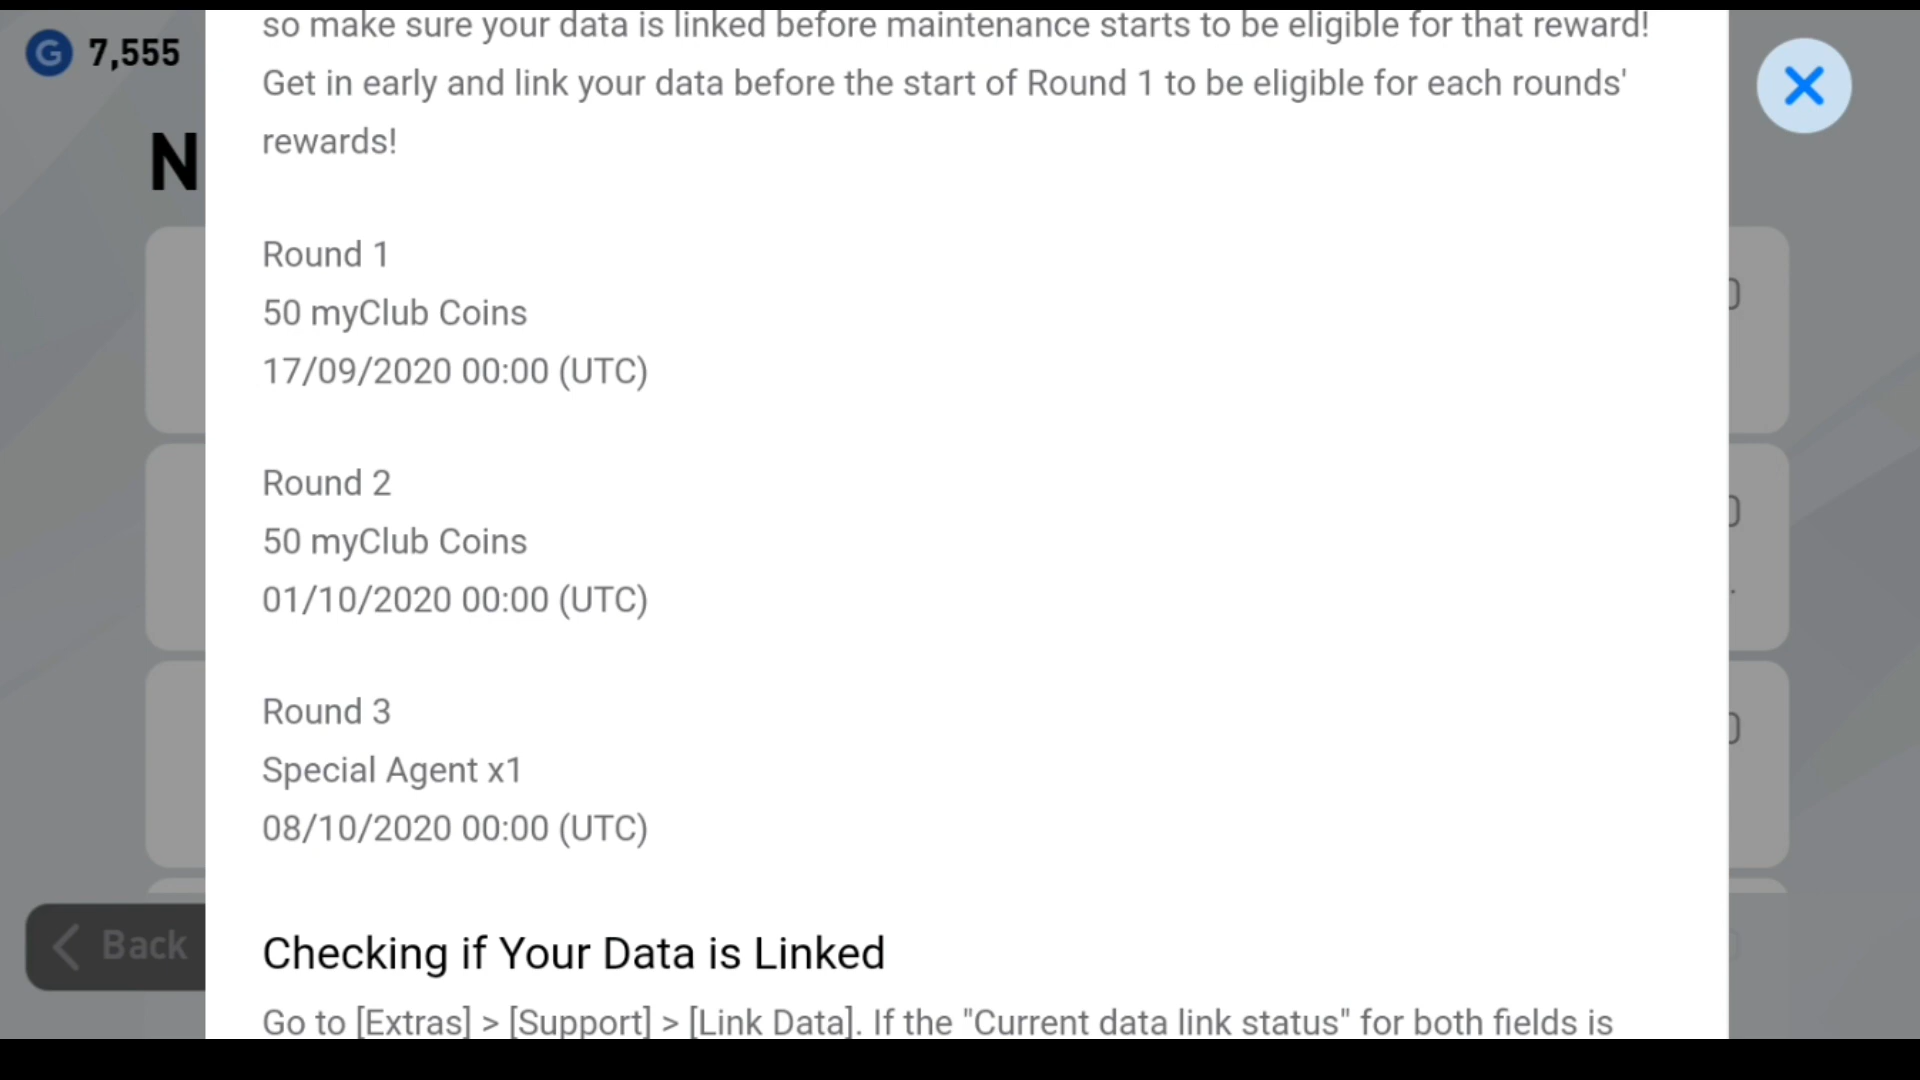 so make sure your data is linked before maintenance starts to be eligible for that reward!
G 7,555
Get in early and link your data before the start of Round 1 to be eligible for each rounds'
rewards!
N
Round 1
50 myClub Coins
17/09/2020 00:00 (UTC)
Round 2
50 myClub Coins
01/10/2020 00:00 (UTC)
Round 3
Special Agent x1
08/10/2020 00:00 (UTC)
Back
Checking if Your Data is Linked
Go to [Extras] > [Support] > [Link Data]. If the "Current data link status" for both fields is